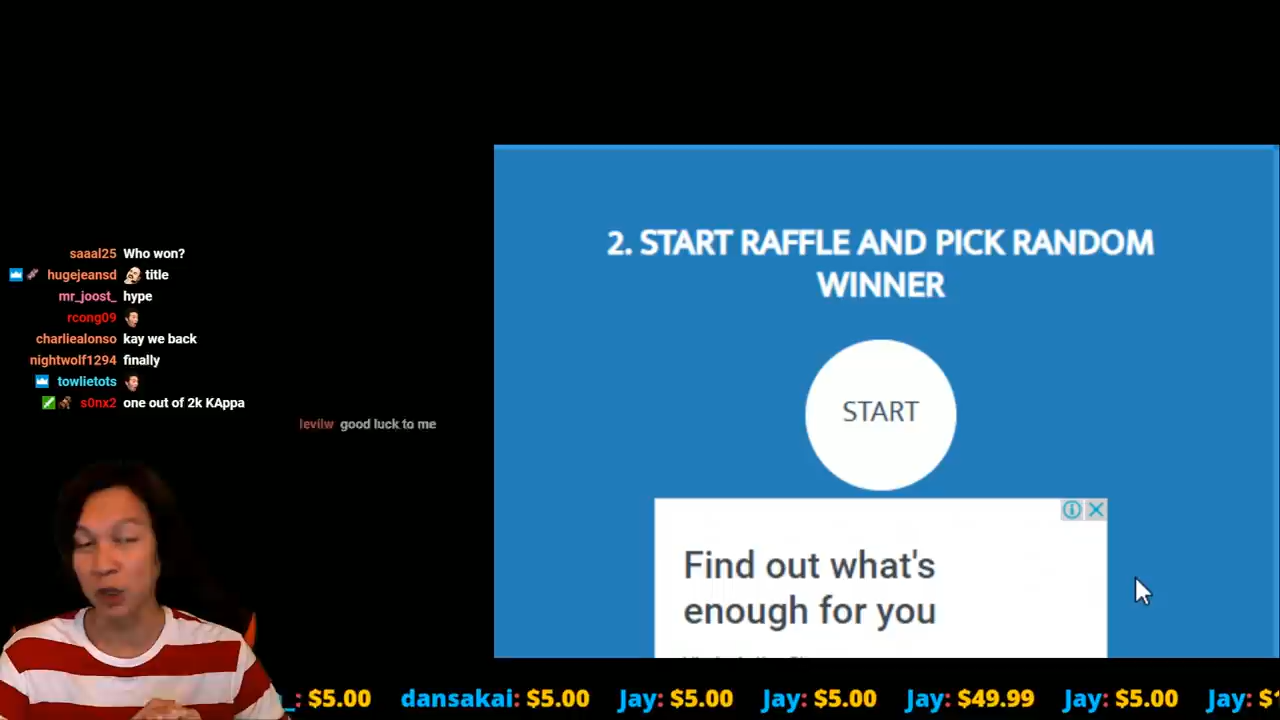 saaal25 Who won?
hugejeansd title
mr_joost_ hype
rcong09
charliealonso kay we back
nightwolf1294 finally
towlietots
s0nx2 one out of 2k KAppa
levilw good luck to me
2. START RAFFLE AND PICK RANDOM
WINNER
START
Find out what's
enough for you
_: $5.00 dansakai: $5.00 Jay: $5.00 Jay: $5.00 Jay: $49.99 Jay: $5.00 Jay: $1